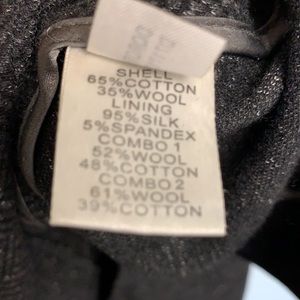 SHELL
65%COTTON
35%WOOL
LINING
95%SILK
5%SPANDEX
COMBO 1
52%WOOL
48%COTTON
COMBO 2
61%WOOL
39%COTTON